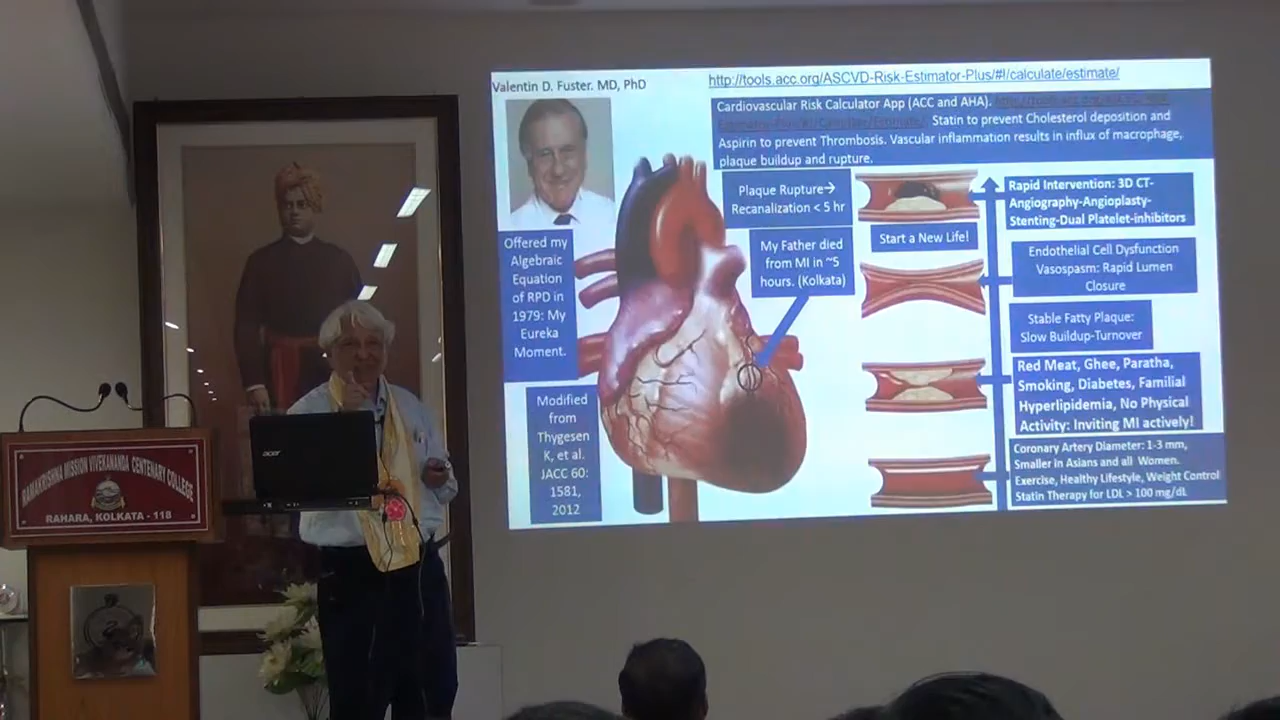 Valentin D. Fuster. MD, PhD
http://tools.acc.org/ASCVD-Risk-Estimator-Plus/#!/calculate/estimate/
Cardiovascular Risk Calculator App (ACC and AHA).
Statin to prevent Cholesterol deposition and
Aspirin to prevent Thrombosis. Vascular inflammation results in influx of macrophage,
plaque buildup and rupture.
Offered my
Algebraic
Equation
of RPD in
1979: My
Eureka
Moment.
Modified
from
Thygesen
K, et al.
JACC 60:
1581,
2012
Plaque Rupture→
Recanalization < 5 hr
My Father died
from MI in ~5
hours. (Kolkata)
Start a New Life!
Rapid Intervention: 3D CT-
Angiography-Angioplasty-
Stenting-Dual Platelet-inhibitors
Endothelial Cell Dysfunction
Vasospasm: Rapid Lumen
Closure
Stable Fatty Plaque:
Slow Buildup-Turnover
Red Meat, Ghee, Paratha,
Smoking, Diabetes, Familial
Hyperlipidemia, No Physical
Activity: Inviting MI actively!
Coronary Artery Diameter: 1-3 mm,
Smaller in Asians and all Women.
Exercise, Healthy Lifestyle, Weight Control
Statin Therapy for LDL > 100 mg/dL
acer
RAMAKRISHNA MISSION VIVEKANANDA CENTENARY COLLEGE
RAHARA, KOLKATA - 118